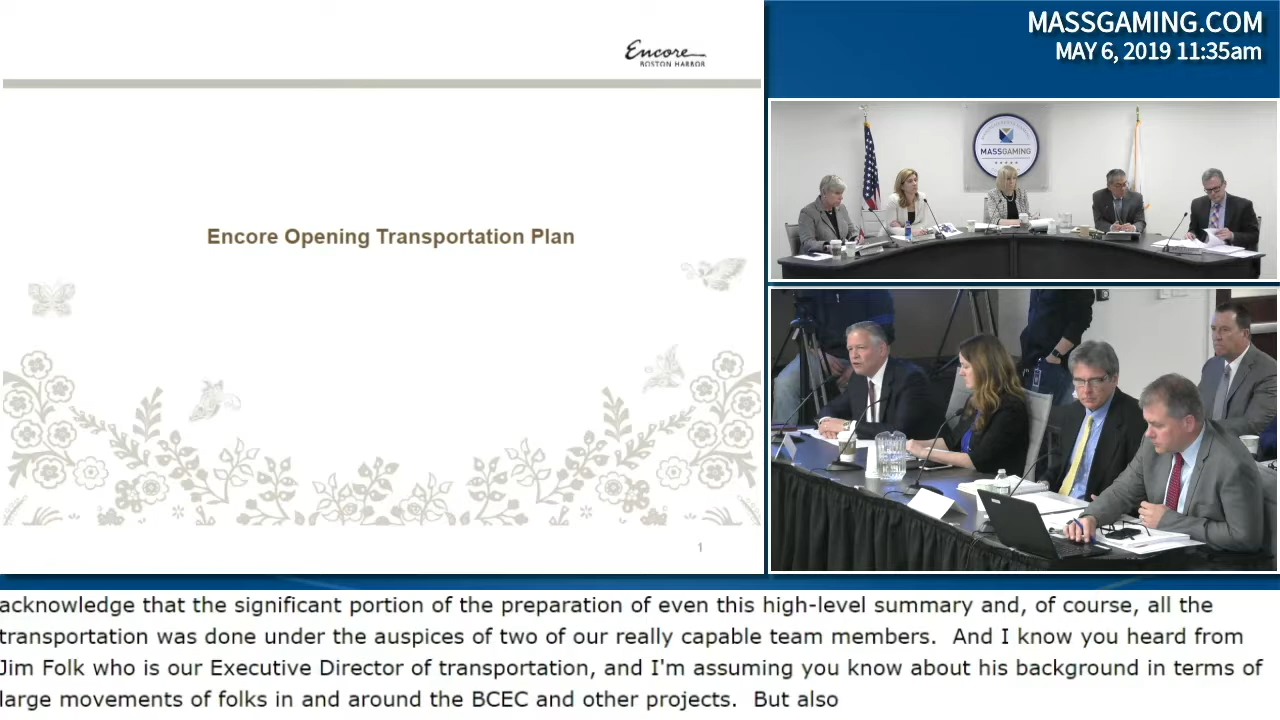 Encore
BOSTON HARBOR
Encore Opening Transportation Plan
1
MASSGAMING.COM
MAY 6, 2019 11:35am
MASSGAMING
acknowledge that the significant portion of the preparation of even this high-level summary and, of course, all the
transportation was done under the auspices of two of our really capable team members.  And I know you heard from
Jim Folk who is our Executive Director of transportation, and I'm assuming you know about his background in terms of
large movements of folks in and around the BCEC and other projects.  But also